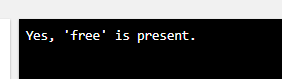 Yes, 'free' is present.